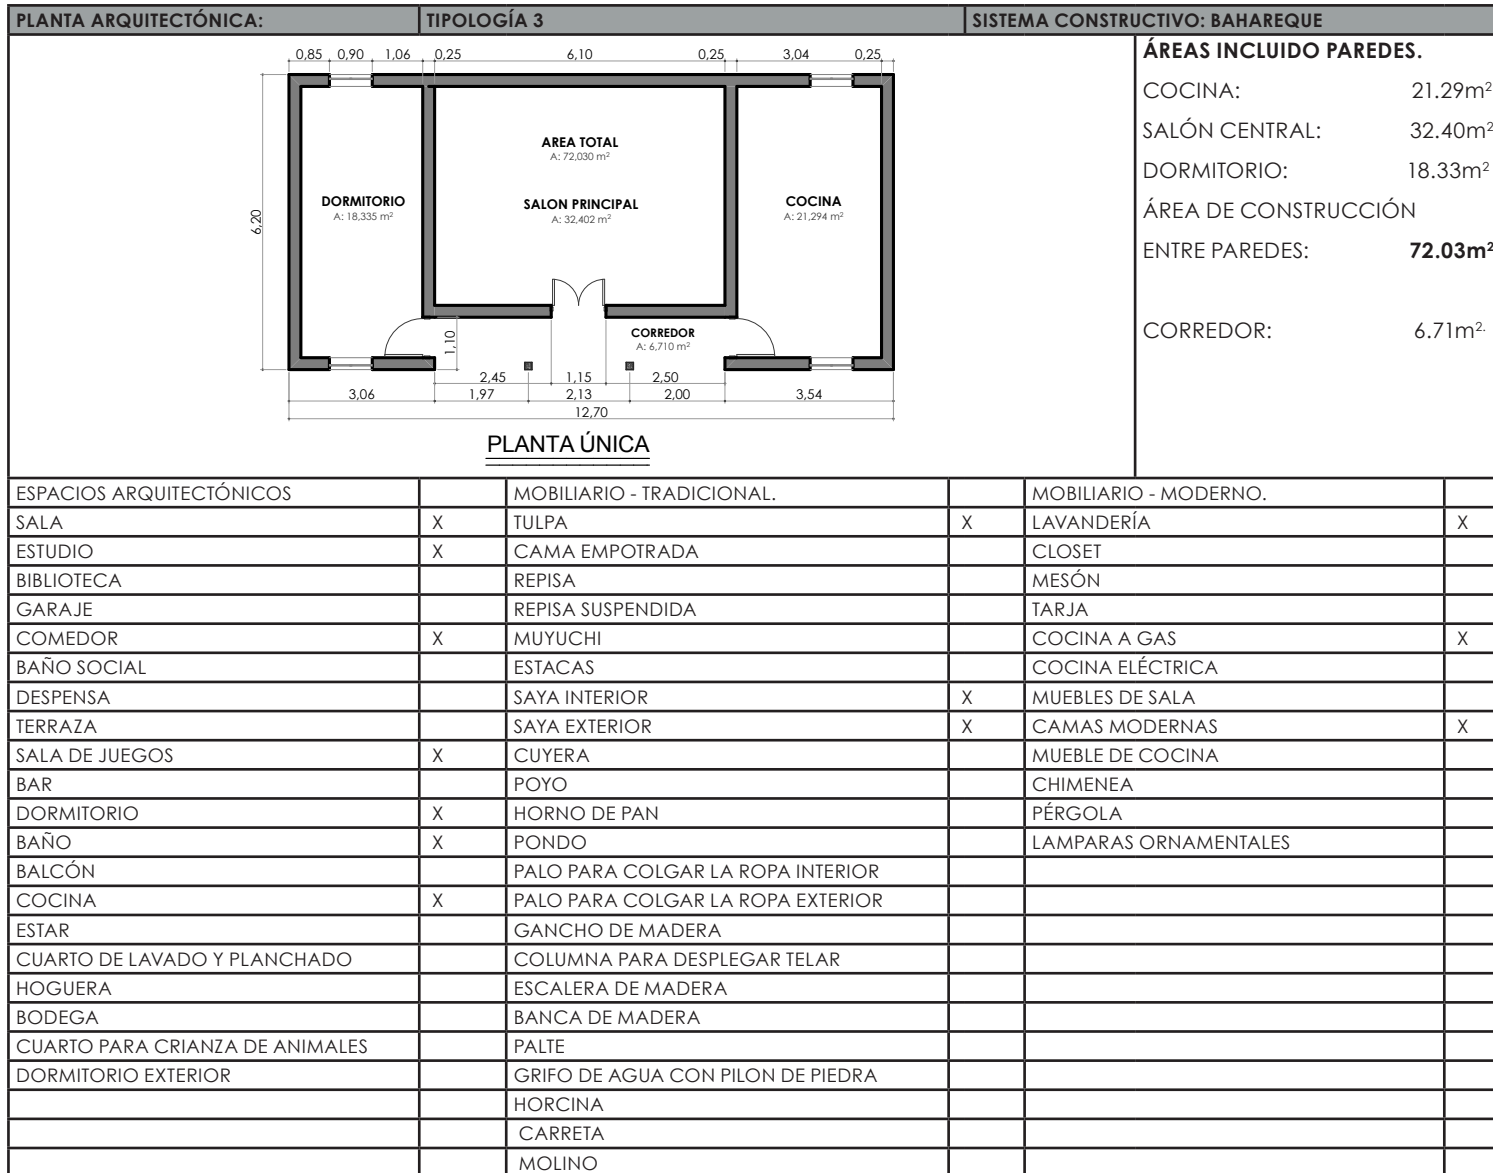 PLANTA ARQUITECTÓNICA: TIPOLOGÍA 3 SISTEMA CONSTRUCTIVO: BAHAREQUE
0,85 0,90 1,06 0,25 6,10 0,25 3,04 0,25
6,20
AREA TOTAL
A: 72,030 m²
DORMITORIO
A: 18,335 m²
SALON PRINCIPAL
A: 32,402 m²
COCINA
A: 21,294 m²
CORREDOR
A: 6,710 m²
1,10
2,45 1,15 2,50
3,06 1,97 2,13 2,00 3,54
12,70
PLANTA ÚNICA
ÁREAS INCLUIDO PAREDES.
COCINA: 21.29m²
SALÓN CENTRAL: 32.40m²
DORMITORIO: 18.33m²
ÁREA DE CONSTRUCCIÓN
ENTRE PAREDES: 72.03m²
CORREDOR: 6.71m².
ESPACIOS ARQUITECTÓNICOS MOBILIARIO - TRADICIONAL. MOBILIARIO - MODERNO.
SALA X TULPA X LAVANDERÍA X
ESTUDIO X CAMA EMPOTRADA CLOSET
BIBLIOTECA REPISA MESÓN
GARAJE REPISA SUSPENDIDA TARJA
COMEDOR X MUYUCHI COCINA A GAS X
BAÑO SOCIAL ESTACAS COCINA ELÉCTRICA
DESPENSA SAYA INTERIOR X MUEBLES DE SALA
TERRAZA SAYA EXTERIOR X CAMAS MODERNAS X
SALA DE JUEGOS X CUYERA MUEBLE DE COCINA
BAR POYO CHIMENEA
DORMITORIO X HORNO DE PAN PÉRGOLA
BAÑO X PONDO LAMPARAS ORNAMENTALES
BALCÓN PALO PARA COLGAR LA ROPA INTERIOR
COCINA X PALO PARA COLGAR LA ROPA EXTERIOR
ESTAR GANCHO DE MADERA
CUARTO DE LAVADO Y PLANCHADO COLUMNA PARA DESPLEGAR TELAR
HOGUERA ESCALERA DE MADERA
BODEGA BANCA DE MADERA
CUARTO PARA CRIANZA DE ANIMALES PALTE
DORMITORIO EXTERIOR GRIFO DE AGUA CON PILON DE PIEDRA
HORCINA
CARRETA
MOLINO